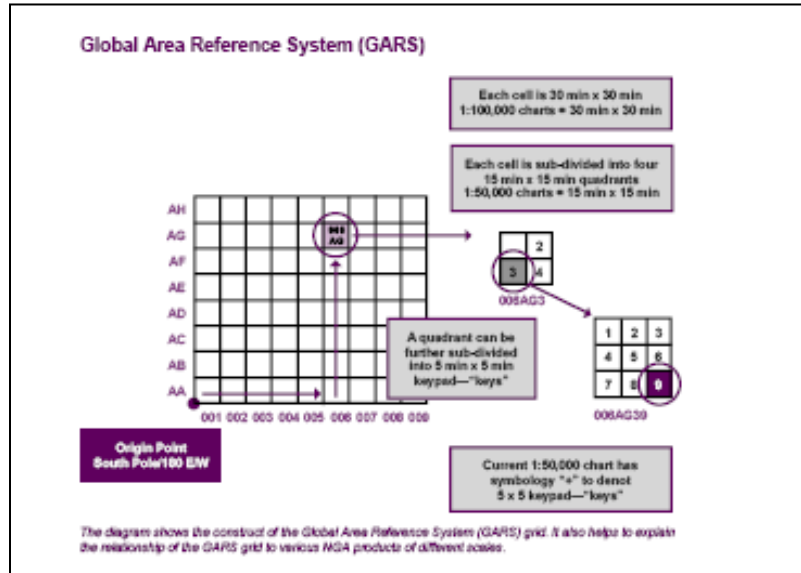 Global Area Reference System (GARS)
Each cell is 30 min x 30 min
1:100,000 charts = 30 min x 30 min
Each cell is sub-divided into four
15 min x 15 min quadrants
1:50,000 charts = 15 min x 15 min
AH
AG
AF
AE
AD
AC
AB
AA
006
AG
2
3 4
006AG3
A quadrant can be
further sub-divided
into 5 min x 5 min
keypad—"keys"
1 2 3
4 5 6
7 8 9
006AG39
001 002 003 004 005 006 007 008 009
Origin Point
South Pole/180 E/W
Current 1:50,000 chart has
symbology "+" to denot
5 x 5 keypad—"keys"
The diagram shows the construct of the Global Area Reference System (GARS) grid. It also helps to explain
the relationship of the GARS grid to various NGA products of different scales.